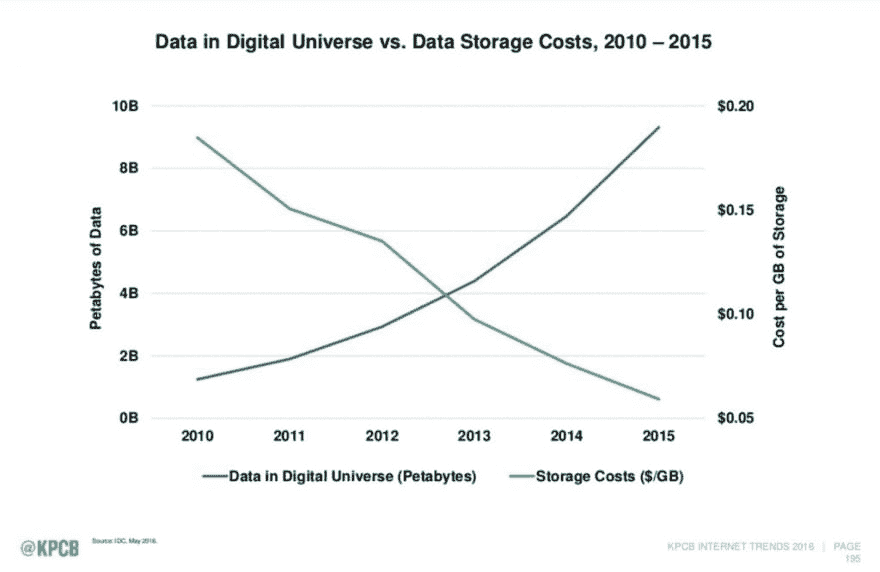 Data in Digital Universe vs. Data Storage Costs, 2010 – 2015
10B
8B
6B
4B
2B
0B
Petabytes of Data
$0.20
$0.15
$0.10
$0.05
Cost per GB of Storage
2010 2011 2012 2013 2014 2015
Data in Digital Universe (Petabytes) Storage Costs ($/GB)
@KPCB
Source: IDC, May 2016.
KPCB INTERNET TRENDS 2016 | PAGE
195